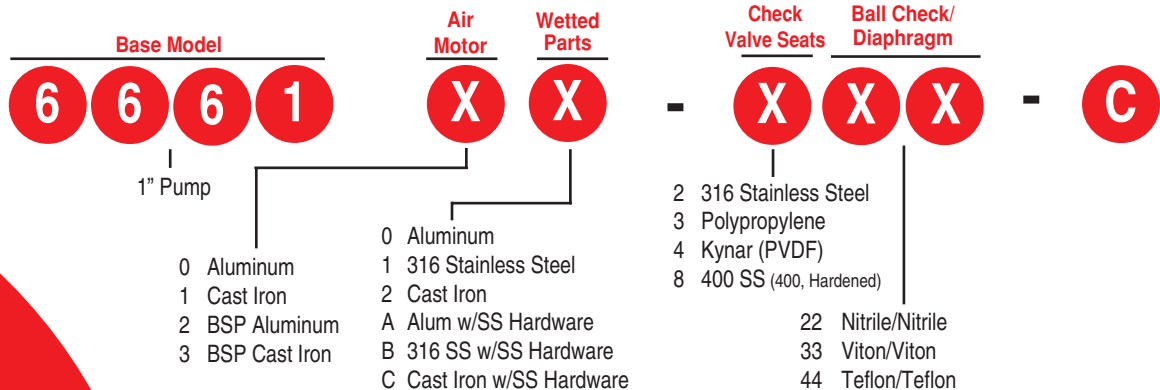 Base Model
Air Motor
Wetted Parts
Check Valve Seats
Ball Check/ Diaphragm
6 6 6 1 X X - X X X - C
1” Pump
0 Aluminum
1 Cast Iron
2 BSP Aluminum
3 BSP Cast Iron
0 Aluminum
1 316 Stainless Steel
2 Cast Iron
A Alum w/SS Hardware
B 316 SS w/SS Hardware
C Cast Iron w/SS Hardware
2 316 Stainless Steel
3 Polypropylene
4 Kynar (PVDF)
8 400 SS (400, Hardened)
22 Nitrile/Nitrile
33 Viton/Viton
44 Teflon/Teflon